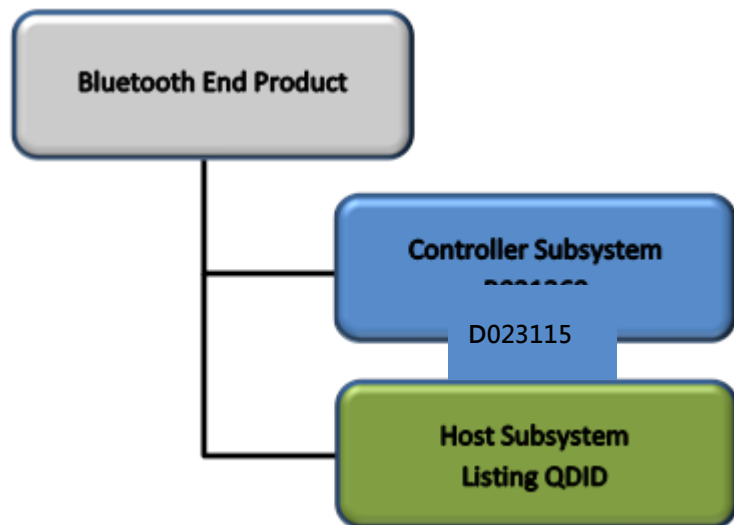 Bluetooth End Product
Controller Subsystem
D023115
Host Subsystem
Listing QDID